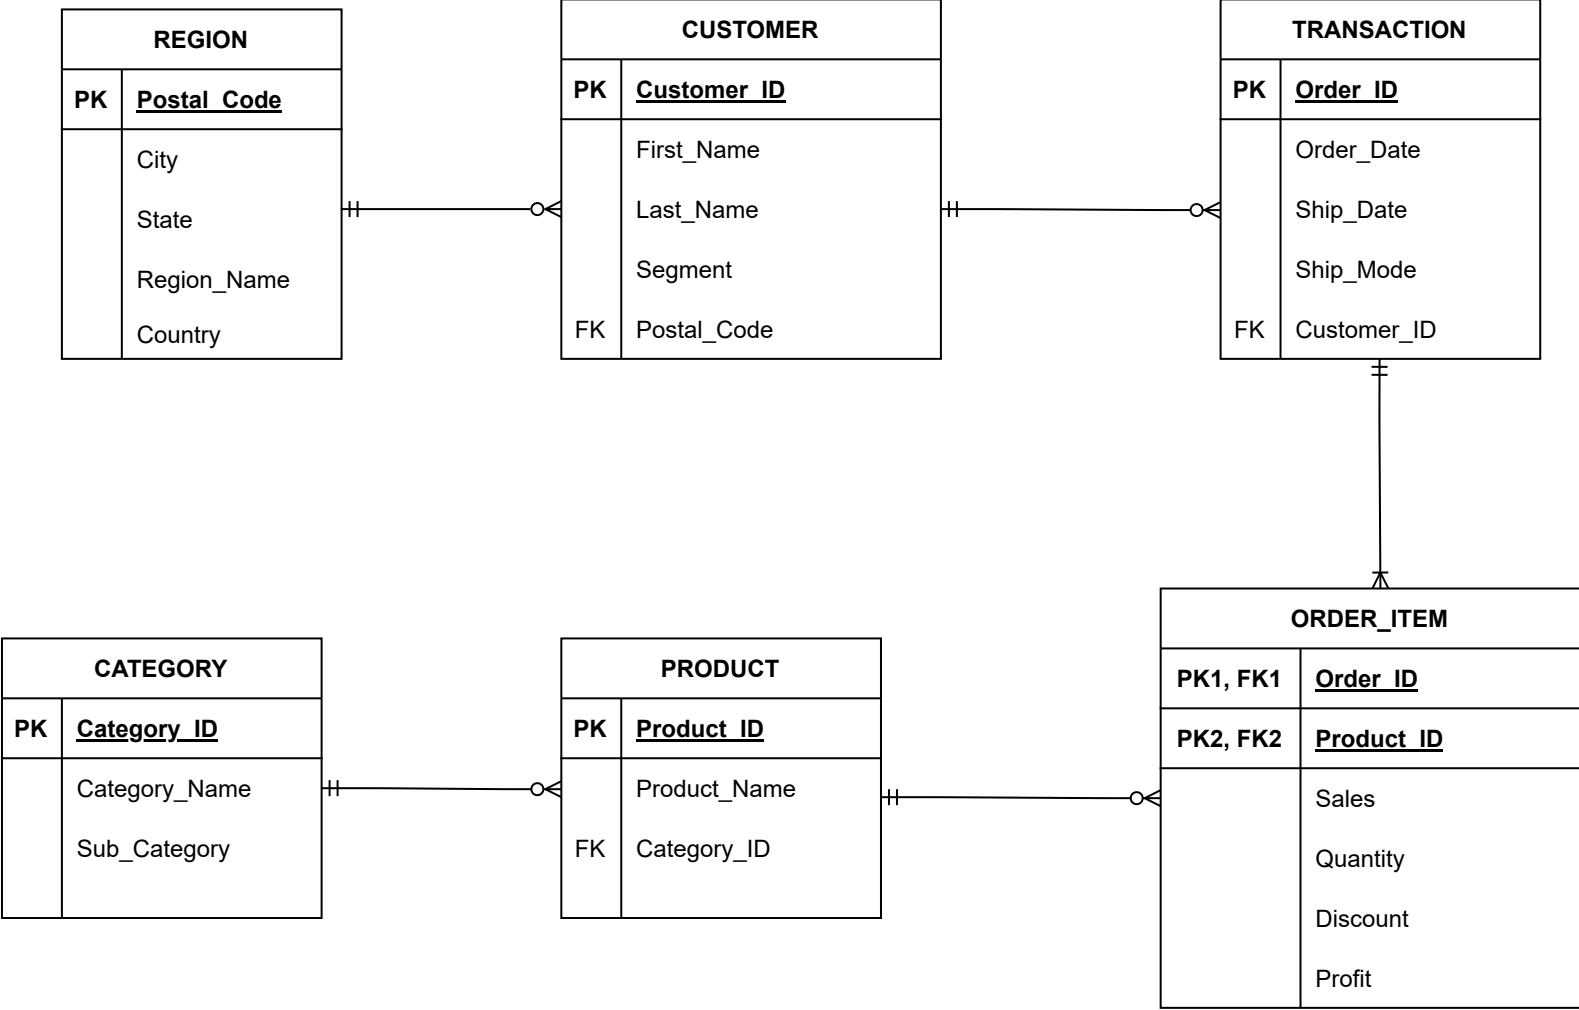 REGION
PK Postal_Code
City
State
Region_Name
Country
CUSTOMER
PK Customer_ID
First_Name
Last_Name
Segment
FK Postal_Code
TRANSACTION
PK Order_ID
Order_Date
Ship_Date
Ship_Mode
FK Customer_ID
CATEGORY
PK Category_ID
Category_Name
Sub_Category
PRODUCT
PK Product_ID
Product_Name
FK Category_ID
ORDER_ITEM
PK1, FK1 Order_ID
PK2, FK2 Product_ID
Sales
Quantity
Discount
Profit